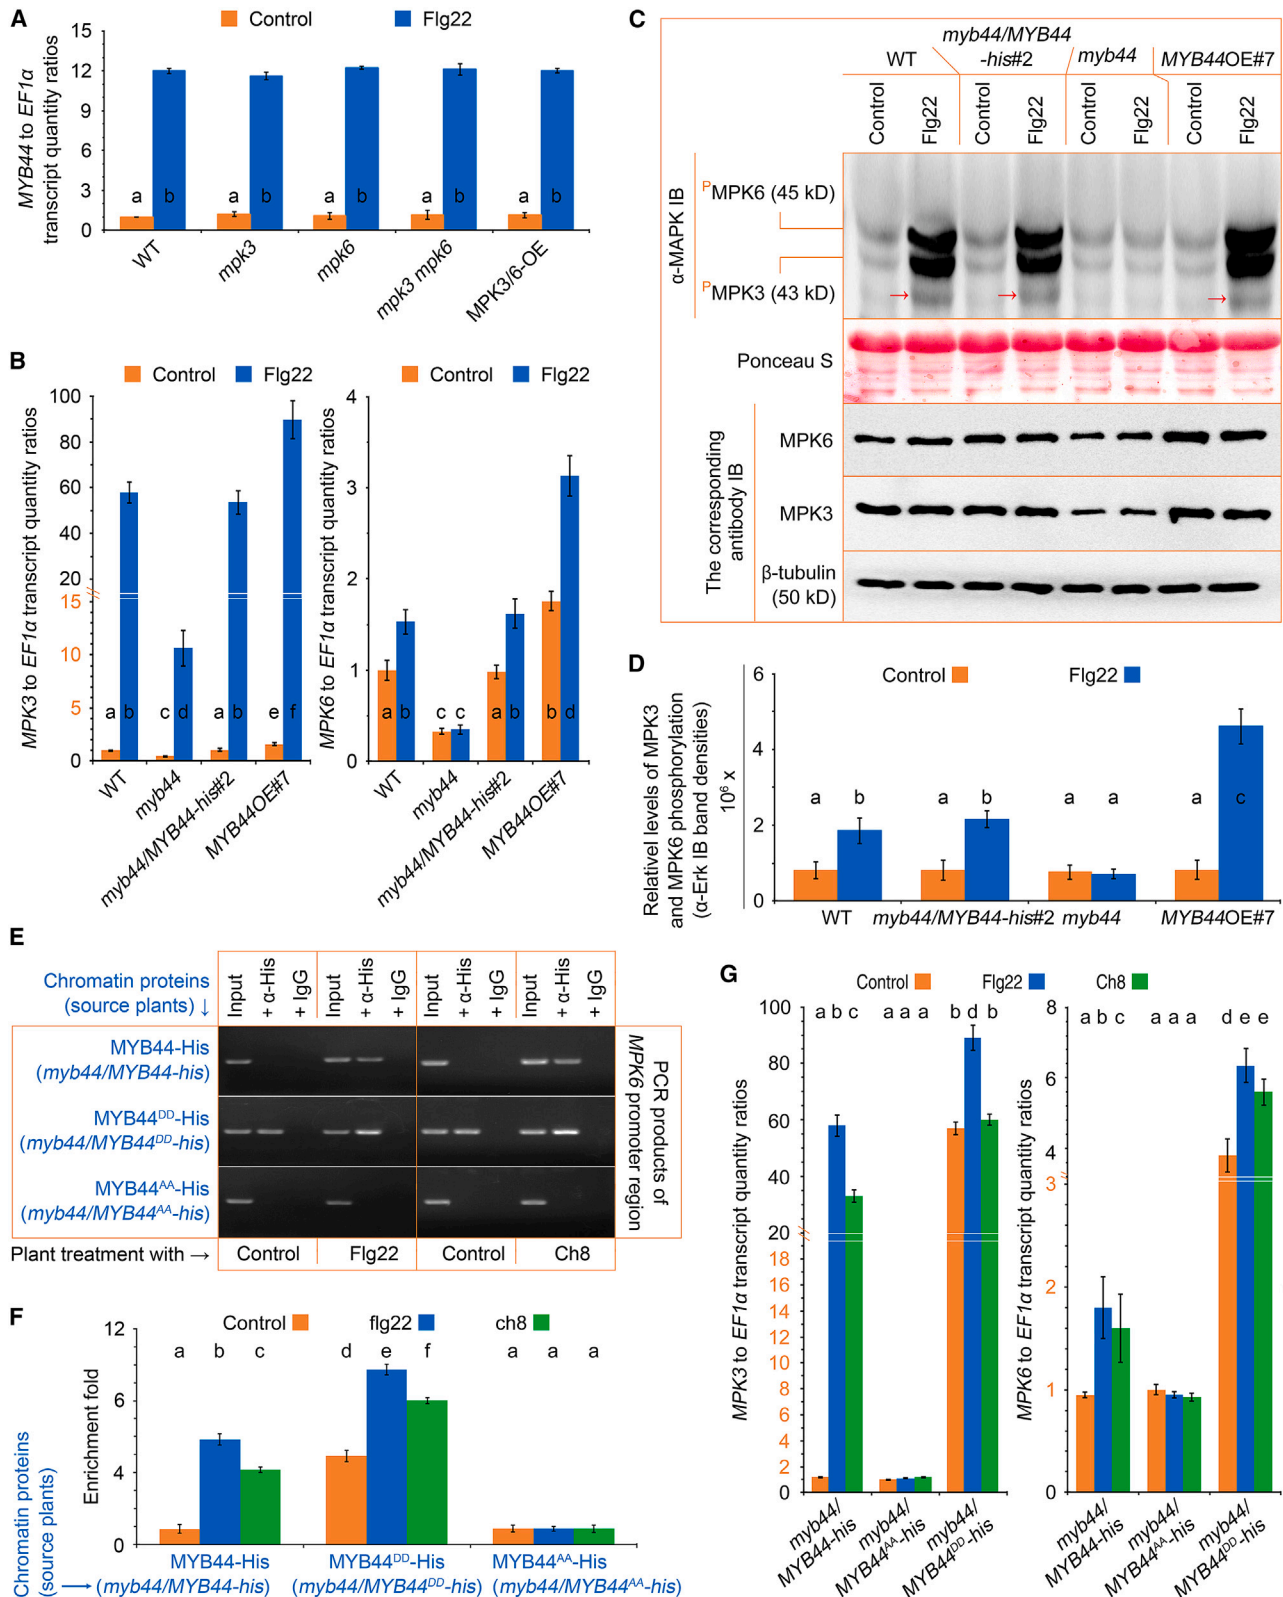 A
Control
Flg22
MYB44 to EF1α
transcript quantity ratios
15
12
9
6
3
0
a b a b a b a b a b
WT
mpk3
mpk6
mpk3 mpk6
MPK3/6-OE
B
Control
Flg22
MPK3 to EF1α transcript quantity ratios
100
80
60
40
20
15
10
5
0
a b c d a b e f
WT
myb44
myb44/MYB44-his#2
MYB44OE#7
Control
Flg22
MPK6 to EF1α transcript quantity ratios
4
3
2
1
0
a b c c a b b d
WT
myb44
myb44/MYB44-his#2
MYB44OE#7
C
WT
myb44/MYB44
-his#2
myb44
MYB44OE#7
Control
Flg22
Control
Flg22
Control
Flg22
Control
Flg22
α-MAPK IB
PMPK6 (45 kD)
PMPK3 (43 kD)
→ → →
Ponceau S
The corresponding
antibody IB
MPK6
MPK3
β-tubulin
(50 kD)
D
Control
Flg22
Relativel levels of MPK3
and MPK6 phosphorylation
(α-Erk IB band densities)
10⁶ x
6
4
2
0
a b a b a a a c
WT
myb44/MYB44-his#2
myb44
MYB44OE#7
E
Chromatin proteins
(source plants) ↓
Input
+ α-His
+ IgG
Input
+ α-His
+ IgG
Input
+ α-His
+ IgG
Input
+ α-His
+ IgG
MYB44-His
(myb44/MYB44-his)
MYB44DD-His
(myb44/MYB44DD-his)
MYB44AA-His
(myb44/MYB44AA-his)
PCR products of
MPK6 promoter region
Plant treatment with →
Control
Flg22
Control
Ch8
F
Control
flg22
ch8
Enrichment fold
12
6
4
0
a b c d e f a a a
Chromatin proteins
(source plants)
MYB44-His
(myb44/MYB44-his)
MYB44DD-His
(myb44/MYB44DD-his)
MYB44AA-His
(myb44/MYB44AA-his)
G
Control
Flg22
Ch8
MPK3 to EF1α transcript quantity ratios
100
80
60
40
20
18
16
14
12
10
8
6
4
2
0
a b c a a a b d b
myb44/
MYB44-his
myb44/
MYB44AA-his
myb44/
MYB44DD-his
MPK6 to EF1α transcript quantity ratios
8
6
4
3
2
1
0
a b c a a a d e e
myb44/
MYB44-his
myb44/
MYB44AA-his
myb44/
MYB44DD-his